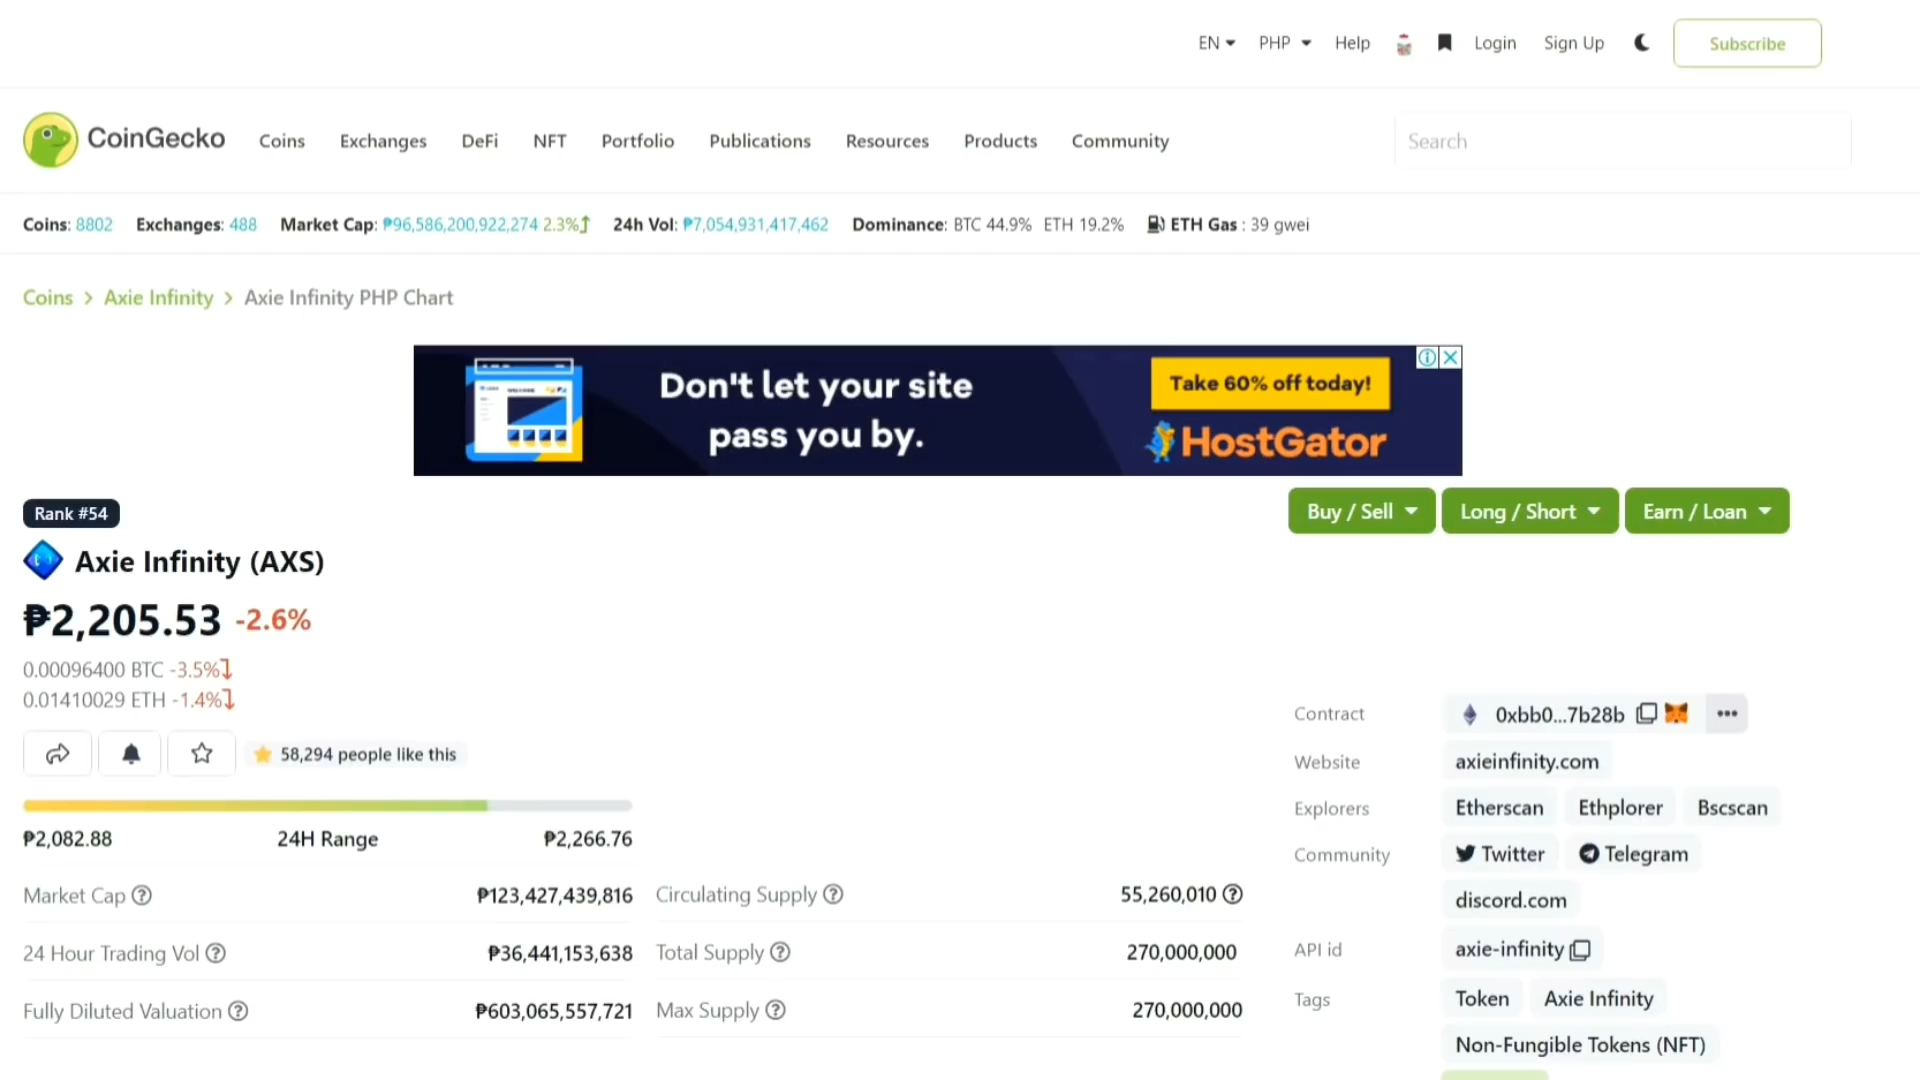 EN PHP Help Login Sign Up Subscribe
CoinGecko Coins Exchanges DeFi NFT Portfolio Publications Resources Products Community Search
Coins: 8802 Exchanges: 488 Market Cap: ₱96,586,200,922,274 2.3% 24h Vol: ₱7,054,931,417,462 Dominance: BTC 44.9% ETH 19.2% ETH Gas : 39 gwei
Coins > Axie Infinity > Axie Infinity PHP Chart
Don't let your site
pass you by.
Take 60% off today!
HostGator
Rank #54
Buy / Sell Long / Short Earn / Loan
Axie Infinity (AXS)
₱2,205.53 -2.6%
0.00096400 BTC -3.5%
0.01410029 ETH -1.4%
58,294 people like this
₱2,082.88 24H Range ₱2,266.76
Market Cap ₱123,427,439,816
24 Hour Trading Vol ₱36,441,153,638
Fully Diluted Valuation ₱603,065,557,721
Circulating Supply 55,260,010
Total Supply 270,000,000
Max Supply 270,000,000
Contract 0xbb0...7b28b
Website axieinfinity.com
Explorers Etherscan Ethplorer Bscscan
Community Twitter Telegram
discord.com
API id axie-infinity
Tags Token Axie Infinity
Non-Fungible Tokens (NFT)